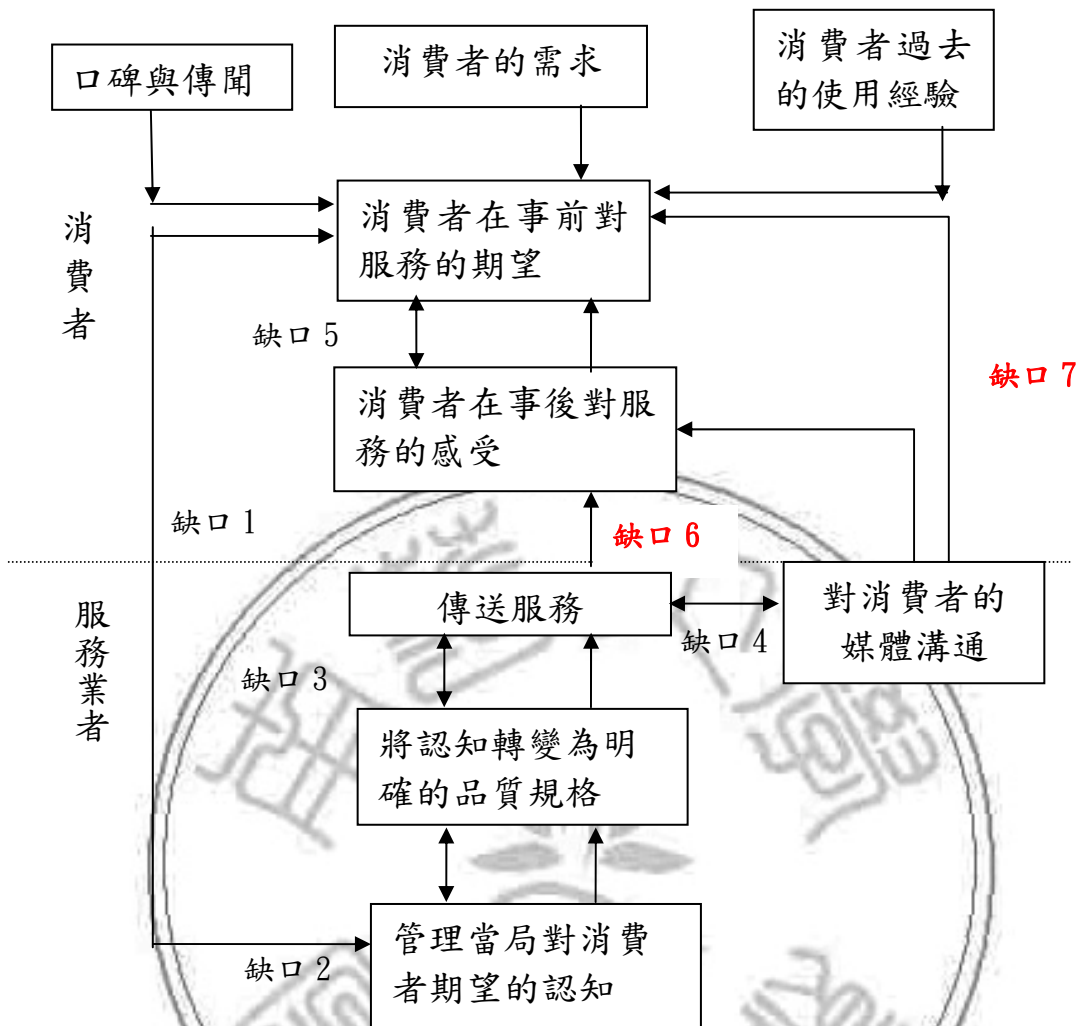 口碑與傳聞
消費者的需求
消費者過去
的使用經驗
消費者
消費者在事前對
服務的期望
缺口 5
缺口 7
消費者在事後對服
務的感受
缺口 1
缺口 6
服務業者
傳送服務
缺口 4
對消費者的
媒體溝通
缺口 3
將認知轉變為明
確的品質規格
管理當局對消費
者期望的認知
缺口 2